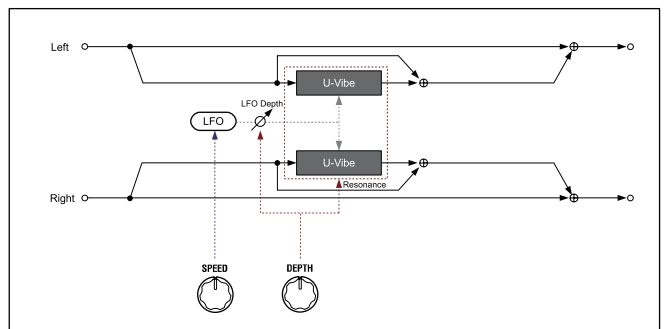 Left
U-Vibe
LFO Depth
LFO
U-Vibe
Resonance
Right
SPEED
DEPTH